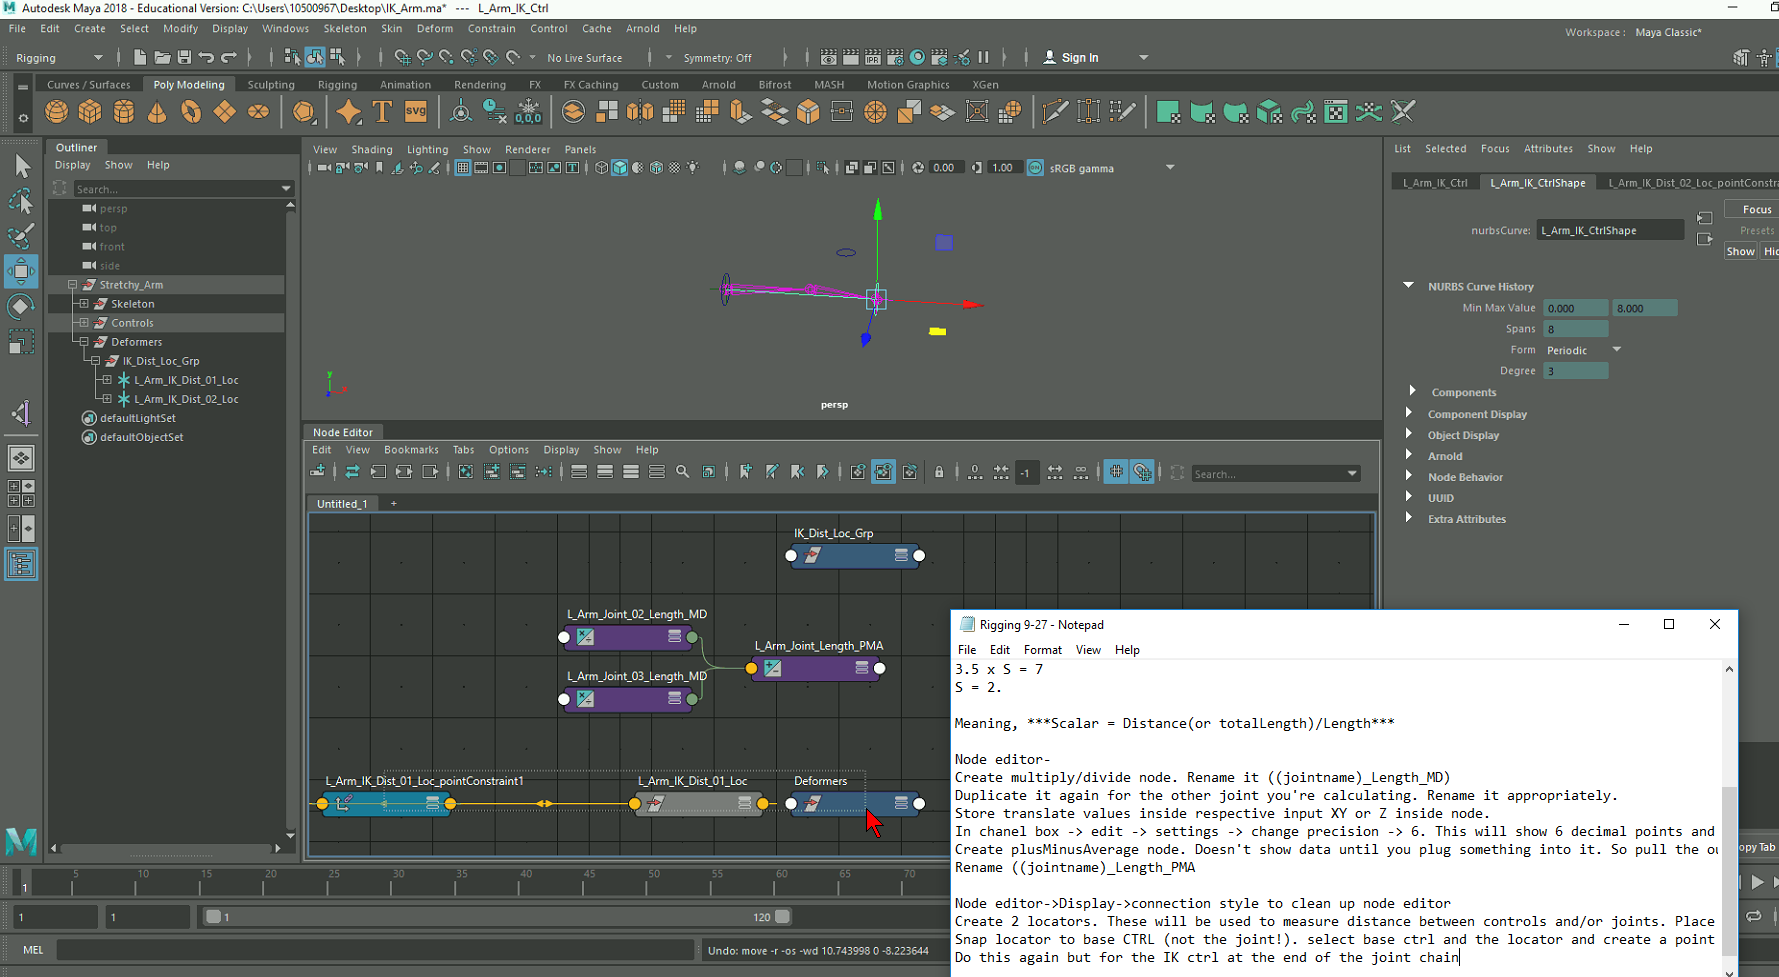 Autodesk Maya 2018 - Educational Version: C:\Users\10500967\Desktop\IK_Arm.ma* --- L_Arm_IK_Ctrl
File Edit Create Select Modify Display Windows Skeleton Skin Deform Constrain Control Cache Arnold Help
Workspace : Maya Classic*
Rigging No Live Surface Symmetry: Off IPR Sign In
Curves / Surfaces Poly Modeling Sculpting Rigging Animation Rendering FX FX Caching Custom Arnold Bifrost MASH Motion Graphics XGen
T SVG 0,0,0
Outliner
Display Show Help
Search...
persp
top
front
side
Stretchy_Arm
Skeleton
Controls
Deformers
IK_Dist_Loc_Grp
L_Arm_IK_Dist_01_Loc
L_Arm_IK_Dist_02_Loc
defaultLightSet
defaultObjectSet
View Shading Lighting Show Renderer Panels
0.00 1.00 sRGB gamma
y
persp
List Selected Focus Attributes Show Help
L_Arm_IK_Ctrl L_Arm_IK_CtrlShape L_Arm_IK_Dist_02_Loc_pointConstra
Focus
nurbsCurve: L_Arm_IK_CtrlShape
Presets
Show Hid
NURBS Curve History
Min Max Value 0.000 8.000
Spans 8
Form Periodic
Degree 3
Components
Component Display
Object Display
Arnold
Node Behavior
UUID
Extra Attributes
Node Editor
Edit View Bookmarks Tabs Options Display Show Help
-1 Search...
Untitled_1 +
IK_Dist_Loc_Grp
L_Arm_Joint_02_Length_MD
L_Arm_Joint_Length_PMA
L_Arm_Joint_03_Length_MD
L_Arm_IK_Dist_01_Loc_pointConstraint1 L_Arm_IK_Dist_01_Loc Deformers
Rigging 9-27 - Notepad
File Edit Format View Help
3.5 x S = 7
S = 2.
Meaning, ***Scalar = Distance(or totalLength)/Length***
Node editor-
Create multiply/divide node. Rename it ((jointname)_Length_MD)
Duplicate it again for the other joint you're calculating. Rename it appropriately.
Store translate values inside respective input XY or Z inside node.
In chanel box -> edit -> settings -> change precision -> 6. This will show 6 decimal points and
Create plusMinusAverage node. Doesn't show data until you plug something into it. So pull the ou
Rename ((jointname)_Length_PMA
Node editor->Display->connection style to clean up node editor
Create 2 locators. These will be used to measure distance between controls and/or joints. Place
Snap locator to base CTRL (not the joint!). select base ctrl and the locator and create a point
Do this again but for the IK ctrl at the end of the joint chain
opy Tab
1 5 10 15 20 25 30 35 40 45 50 55 60 65 70
1 1 1 120
MEL Undo: move -r -os -wd 10.743998 0 -8.223644